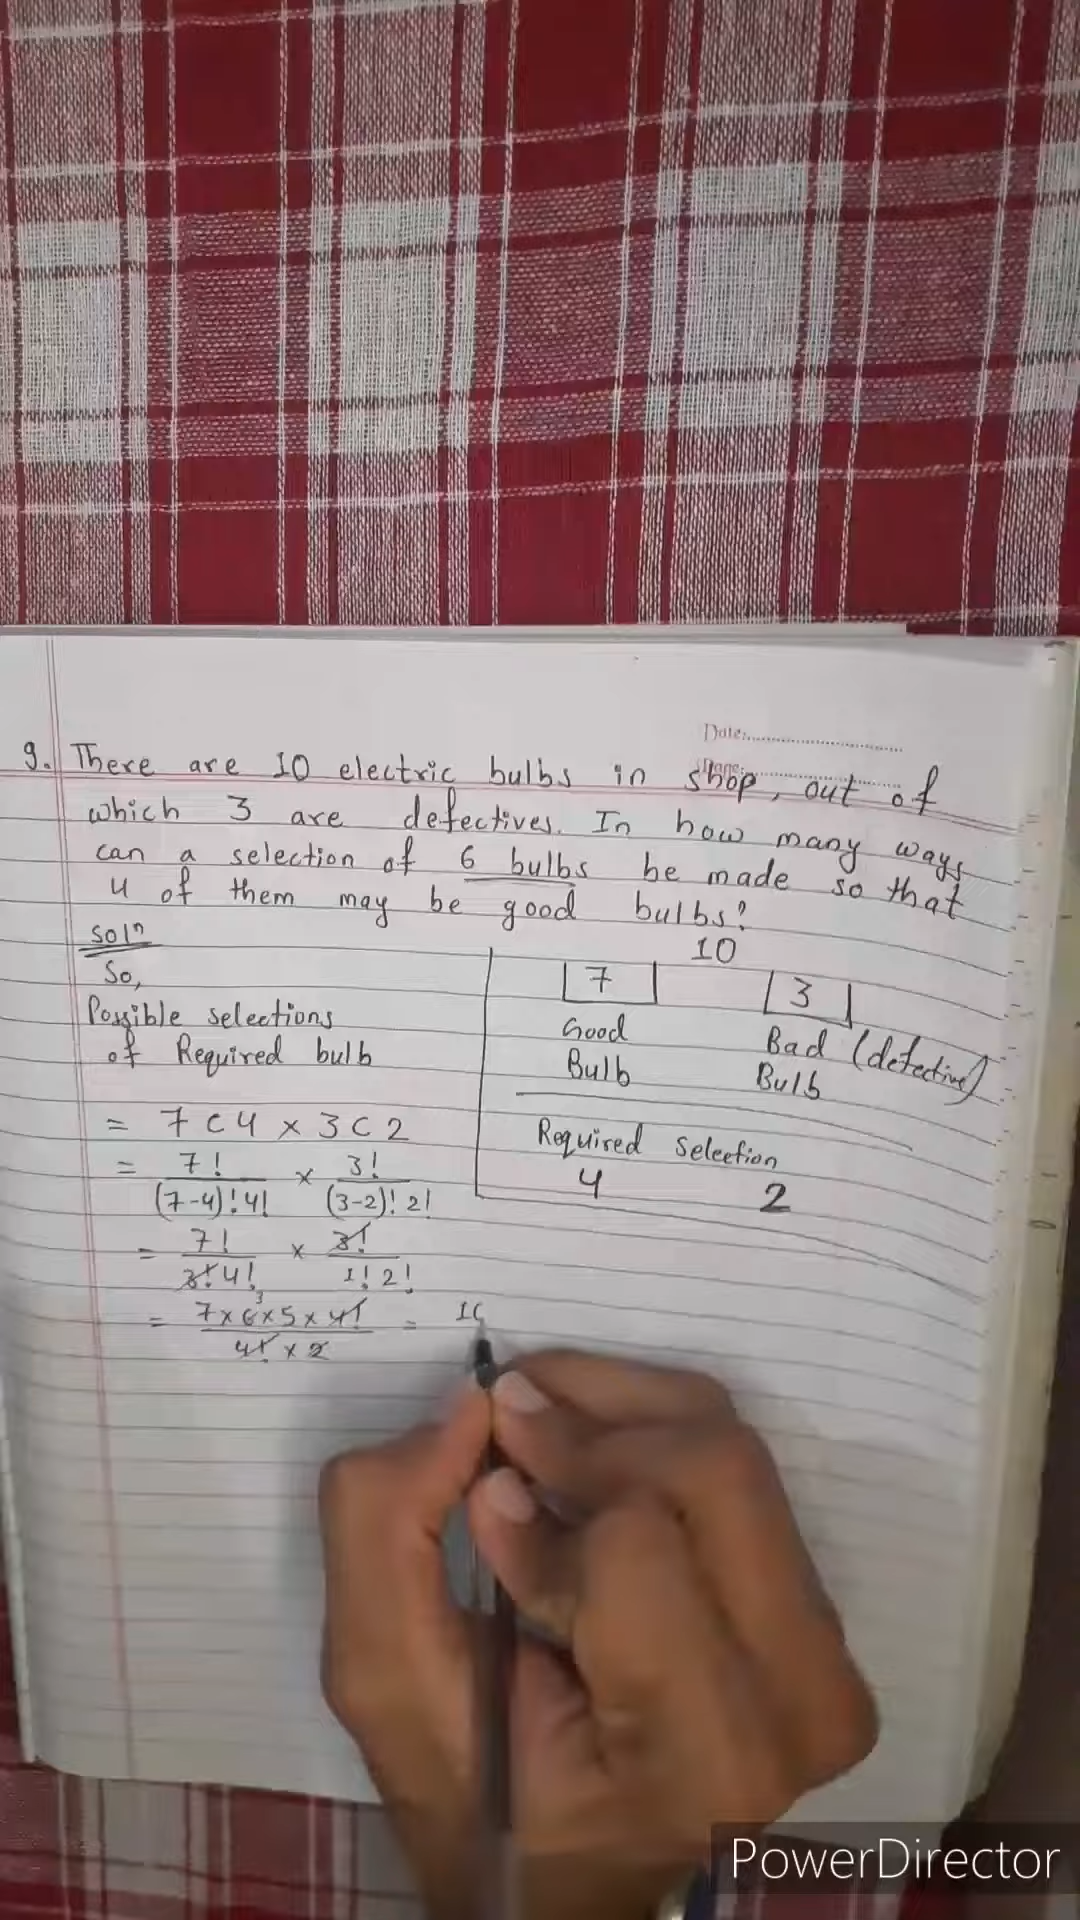 Date:
Page:
9. There are 10 electric bulbs in shop, out of
which 3 are defectives. In how many ways
can a selection of 6 bulbs be made so that
4 of them may be good bulbs?
Solⁿ
So,
Possible selections
of Required bulb
= 7C4 × 3C2
= 7! / (7-4)! 4! × 3! / (3-2)! 2!
= 7! / 3! 4! × 3! / 1! 2!
= 7×6×5×4! / 4! × 2 = 10
3
10
7 3
Good Bad (defective)
Bulb Bulb
Required Selection
4 2
PowerDirector